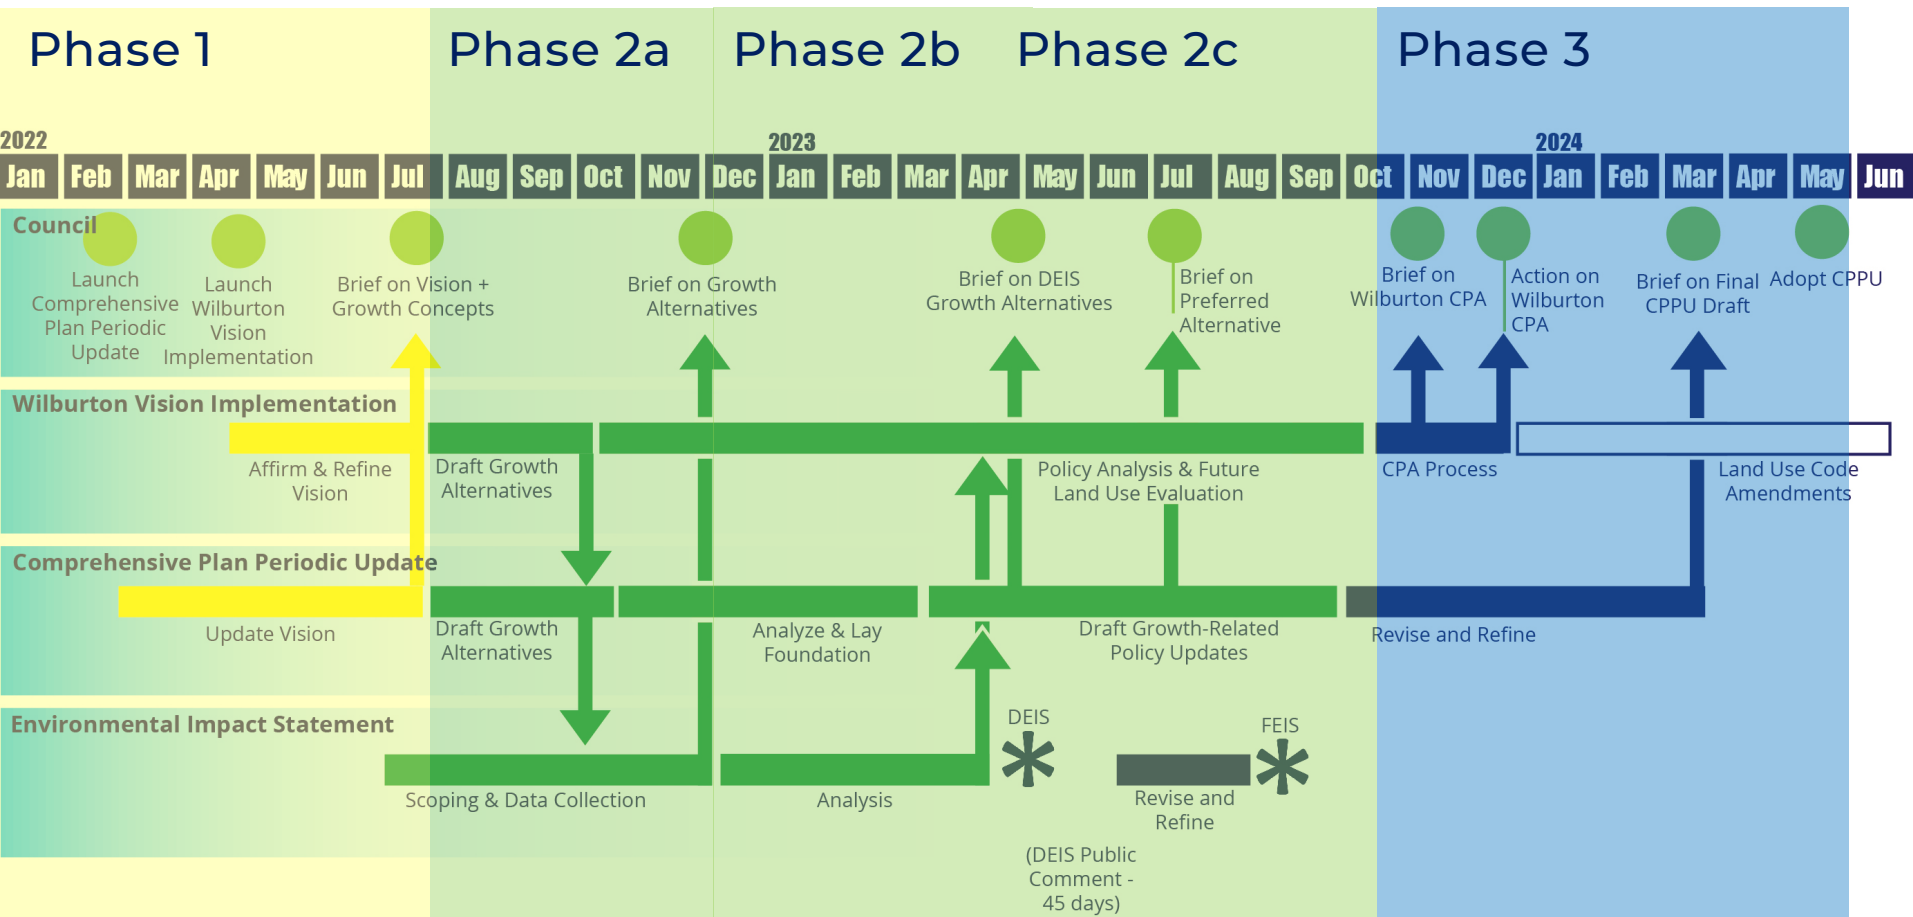 Phase 1
Phase 2a
Phase 2b
Phase 2c
Phase 3
2022
2023
2024
Jan Feb Mar Apr May Jun Jul Aug Sep Oct Nov Dec Jan Feb Mar Apr May Jun Jul Aug Sep Oct Nov Dec Jan Feb Mar Apr May Jun
Council
Launch
Comprehensive
Plan Periodic
Update
Launch
Wilburton
Vision
Implementation
Brief on Vision +
Growth Concepts
Brief on Growth
Alternatives
Brief on DEIS
Growth Alternatives
Brief on
Preferred
Alternative
Brief on
Wilburton CPA
Action on
Wilburton
CPA
Brief on Final
CPPU Draft
Adopt CPPU
Wilburton Vision Implementation
Affirm & Refine
Vision
Draft Growth
Alternatives
Policy Analysis & Future
Land Use Evaluation
CPA Process
Land Use Code
Amendments
Comprehensive Plan Periodic Update
Update Vision
Draft Growth
Alternatives
Analyze & Lay
Foundation
Draft Growth-Related
Policy Updates
Revise and Refine
Environmental Impact Statement
Scoping & Data Collection
Analysis
DEIS
Revise and
Refine
FEIS
(DEIS Public
Comment -
45 days)